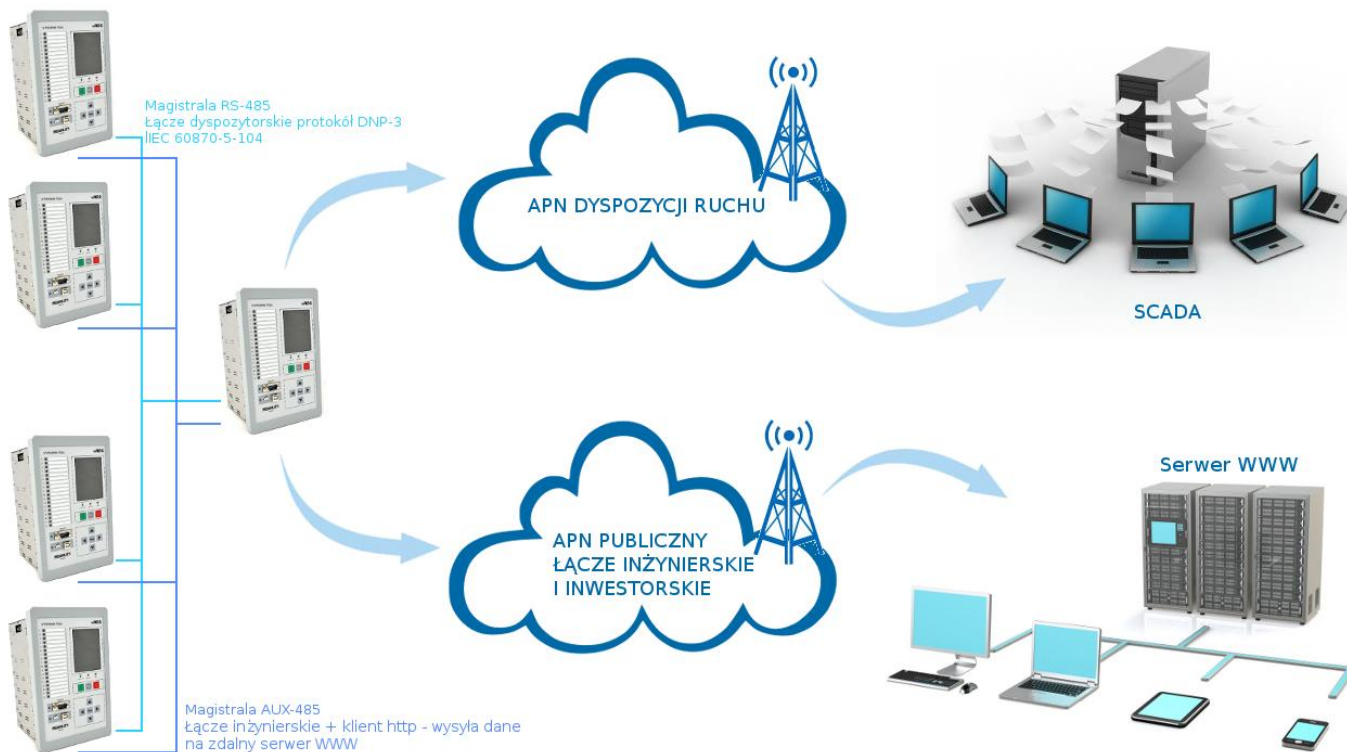 Magistrala RS-485
Łącze dyspozytorskie protokół DNP-3
IIEC 60870-5-104
APN DYSPOZYCJI RUCHU
SCADA
APN PUBLICZNY
ŁĄCZE INŻYNIERSKIE
I INWESTORSKIE
Serwer WWW
Magistrala AUX-485
Łącze inżynierskie + klient http - wysyła dane
na zdalny serwer WWW